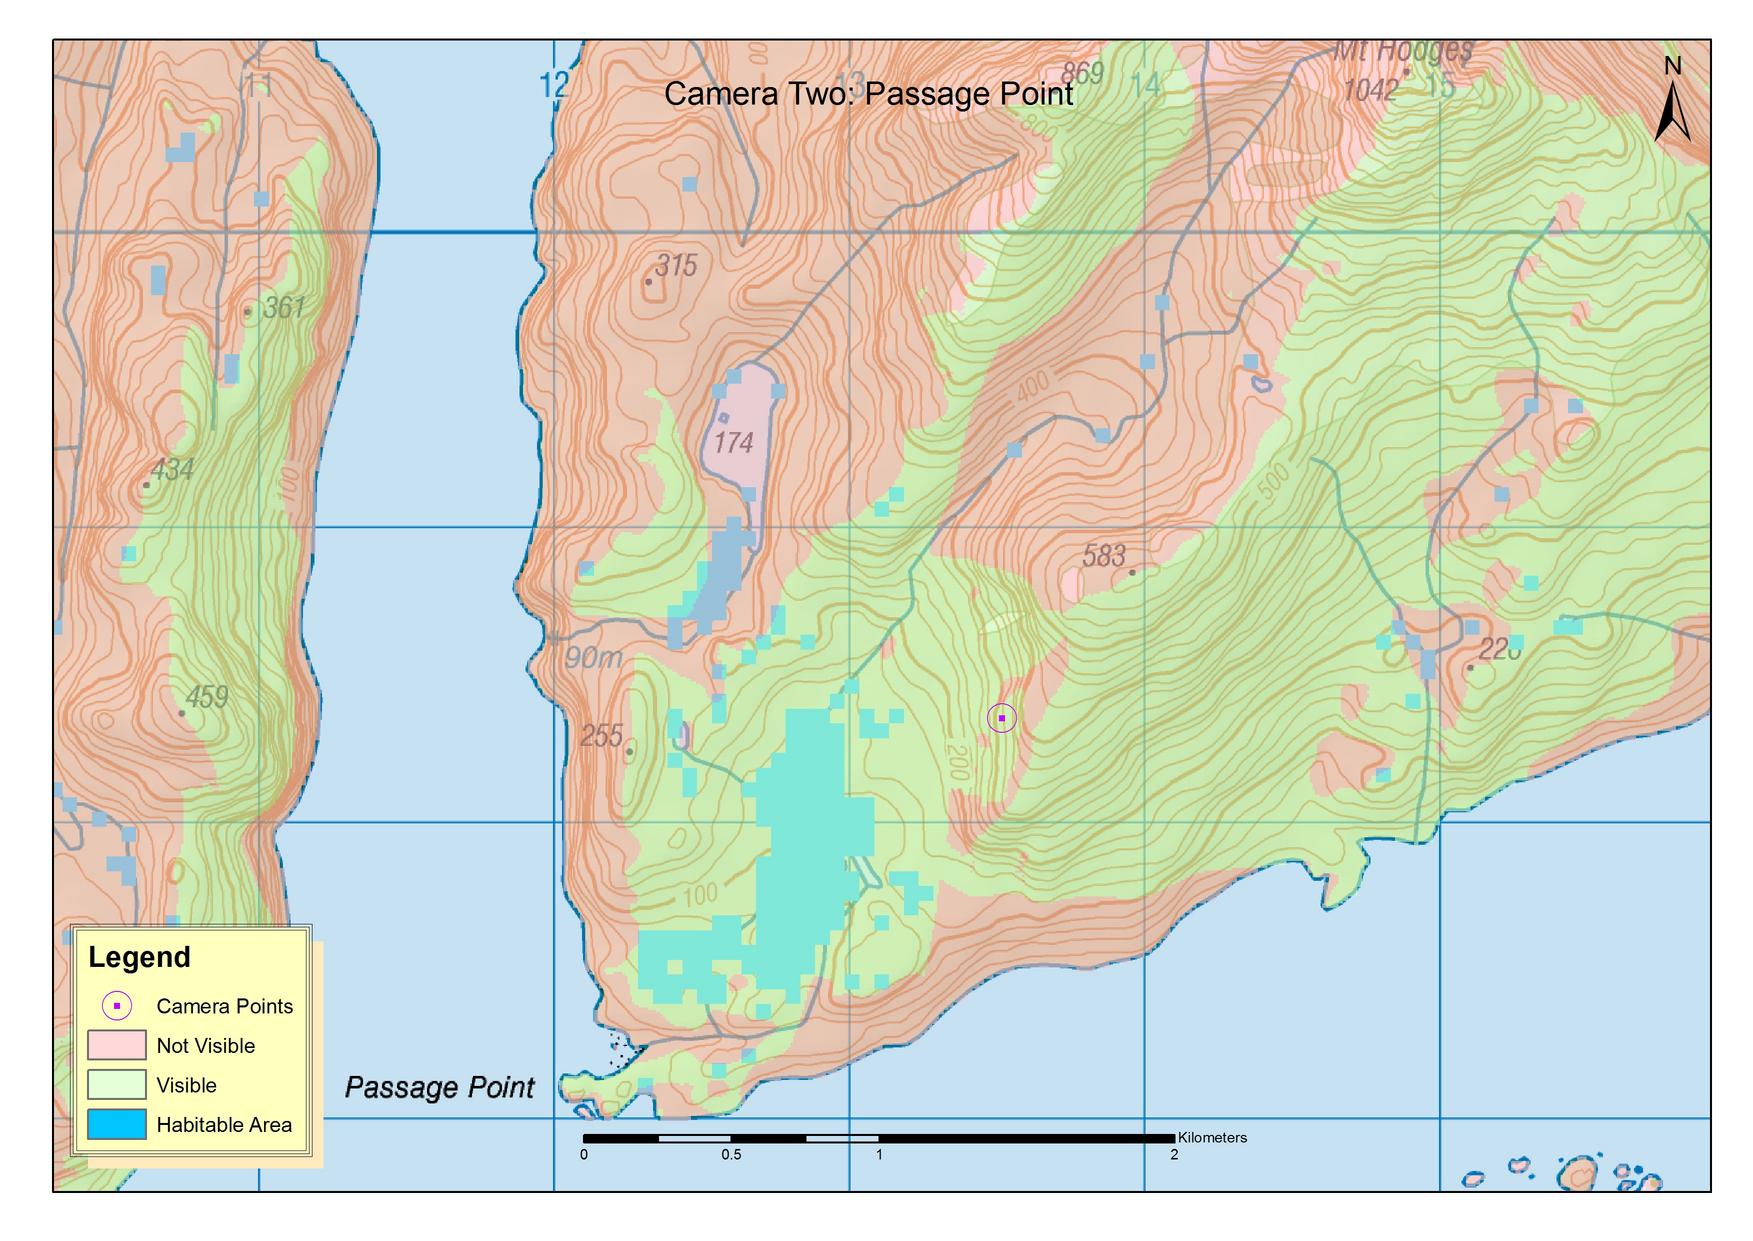 Mt Hodges
1042
869
11
12
13
14
15
N
Camera Two: Passage Point
800
315
361
400
174
434
100
500
583
90m
220
459
255
200
100
Legend
Camera Points
Not Visible
Visible
Habitable Area
Passage Point
Kilometers
0 0.5 1 2